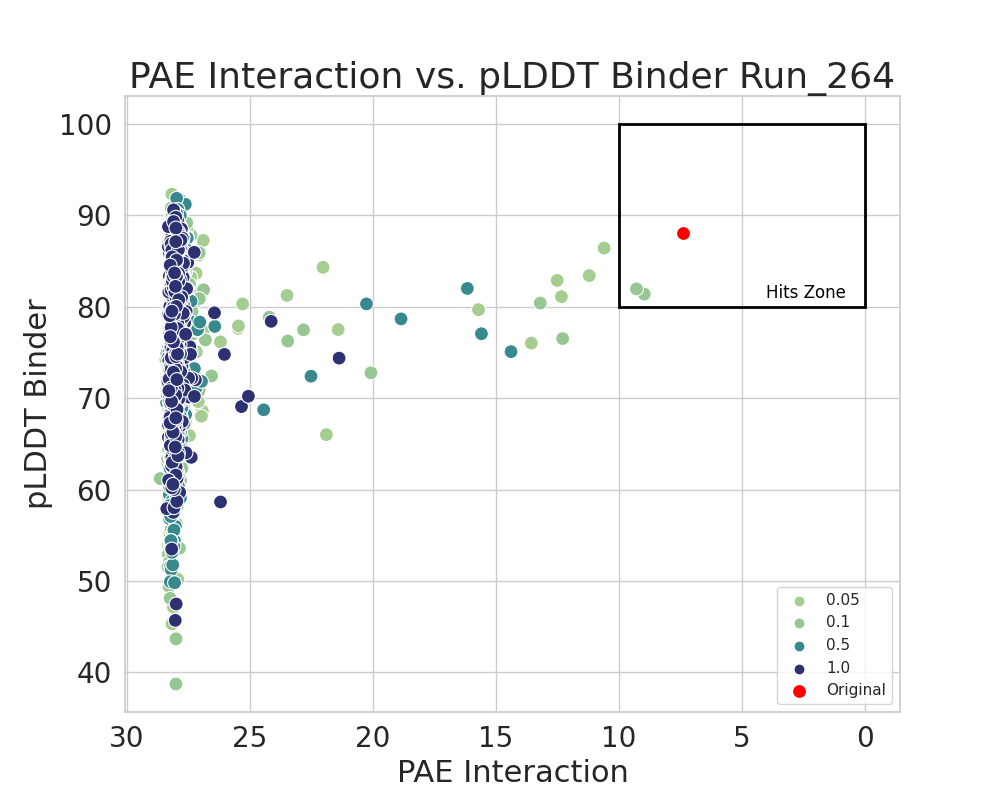 PAE Interaction vs. pLDDT Binder Run_264
100
90
80
70
60
50
40
pLDDT Binder
Hits Zone
0.05
0.1
0.5
1.0
Original
30 25 20 15 10 5 0
PAE Interaction